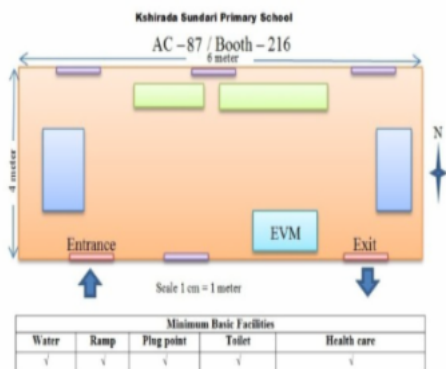 Kshirada Sundari Primary School
AC – 87 / Booth – 216
6 meter
N
4 meter
EVM
Entrance
Exit
Scale 1 cm = 1 meter
Minimum Basic Facilities
Water Ramp Plug point Toilet Health care
√ √ √ √ √